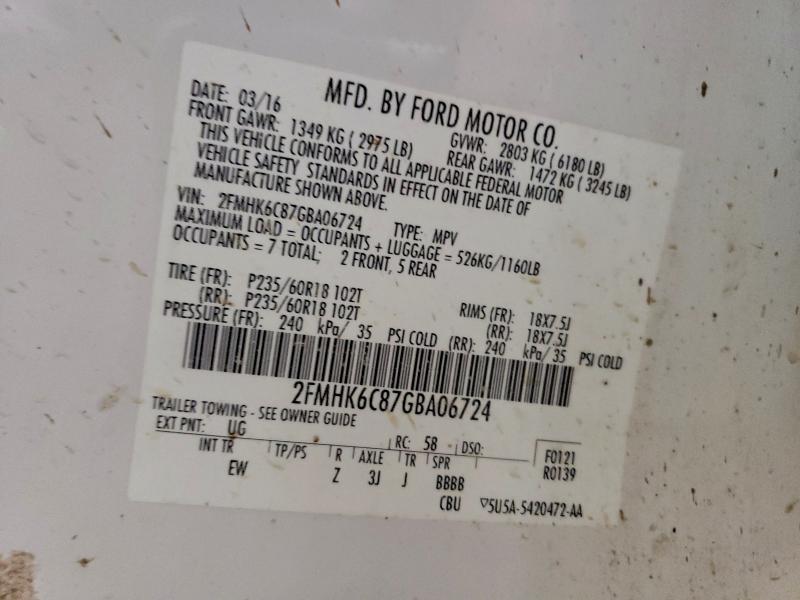 MFD. BY FORD MOTOR CO.
DATE: 03/16 GVWR: 2803 KG ( 6180 LB)
FRONT GAWR: 1349 KG ( 2975 LB) REAR GAWR: 1472 KG ( 3245 LB)
THIS VEHICLE CONFORMS TO ALL APPLICABLE FEDERAL MOTOR
VEHICLE SAFETY STANDARDS IN EFFECT ON THE DATE OF
MANUFACTURE SHOWN ABOVE.
VIN: 2FMHK6C87GBA06724 TYPE: MPV
MAXIMUM LOAD = OCCUPANTS + LUGGAGE = 526KG/1160LB
OCCUPANTS = 7 TOTAL; 2 FRONT, 5 REAR
TIRE (FR): P235/60R18 102T RIMS (FR): 18X7.5J
(RR): P235/60R18 102T (RR): 18X7.5J
PRESSURE (FR): 240 kPa/ 35 PSI COLD (RR): 240 kPa/ 35 PSI COLD
2FMHK6C87GBA06724
TRAILER TOWING - SEE OWNER GUIDE
EXT PNT: UG RC: 58 DSO: F0121
INT TR TP/PS R AXLE TR SPR R0139
EW Z 3J J BBBB
CBU ▽5U5A-5420472-AA